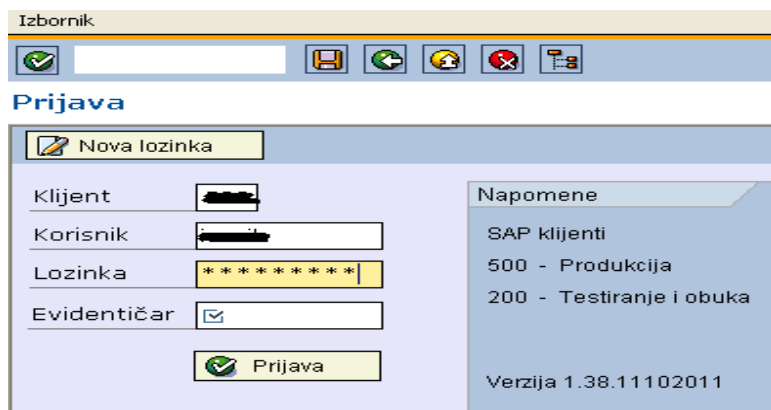 Izbornik
Prijava
Nova lozinka
Klijent
Korisnik
Lozinka *********
Evidentičar
Prijava
Napomene
SAP klijenti
500 - Produkcija
200 - Testiranje i obuka
Verzija 1.38.11102011